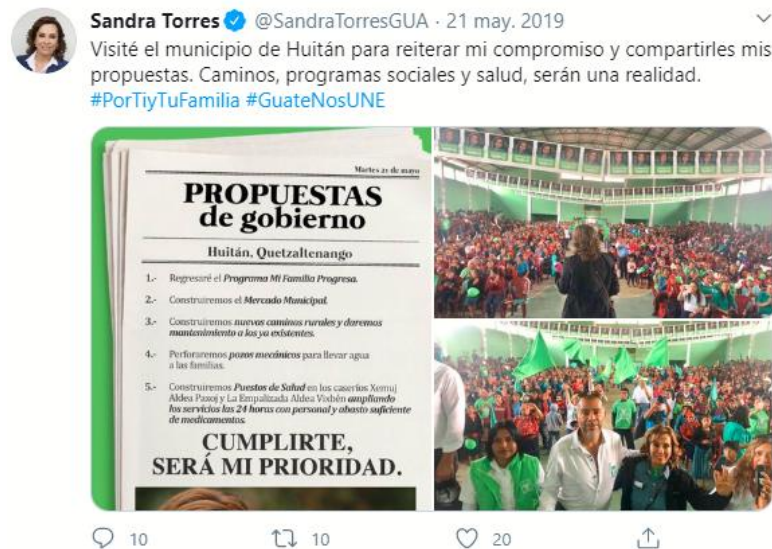 Sandra Torres @SandraTorresGUA · 21 may. 2019
Visité el municipio de Huitán para reiterar mi compromiso y compartirles mis
propuestas. Caminos, programas sociales y salud, serán una realidad.
#PorTiyTuFamilia #GuateNosUNE
Martes 21 de mayo
PROPUESTAS
de gobierno
Huitán, Quetzaltenango
1.- Regresaré el Programa Mi Familia Progresa.
2.- Construiremos el Mercado Municipal.
3.- Construiremos nuevos caminos rurales y daremos
mantenimiento a los ya existentes.
4.- Perforaremos pozos mecánicos para llevar agua
a las familias.
5.- Construiremos Puestos de Salud en los caseríos Xemuj
Aldea Paxoj y La Empalizada Aldea Vixbén ampliando
los servicios las 24 horas con personal y abasto suficiente
de medicamentos.
CUMPLIRTE,
SERÁ MI PRIORIDAD.
10 10 20